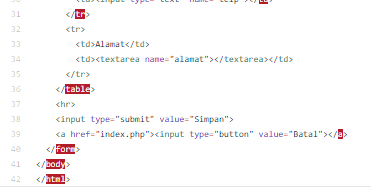 30 <td><input type="text" name="telp"></td>
31 </tr>
32 <tr>
33 <td>Alamat</td>
34 <td><textarea name="alamat"></textarea></td>
35 </tr>
36 </table>
37 <hr>
38 <input type="submit" value="Simpan">
39 <a href="index.php"><input type="button" value="Batal"></a>
40 </form>
41 </body>
42 </html>